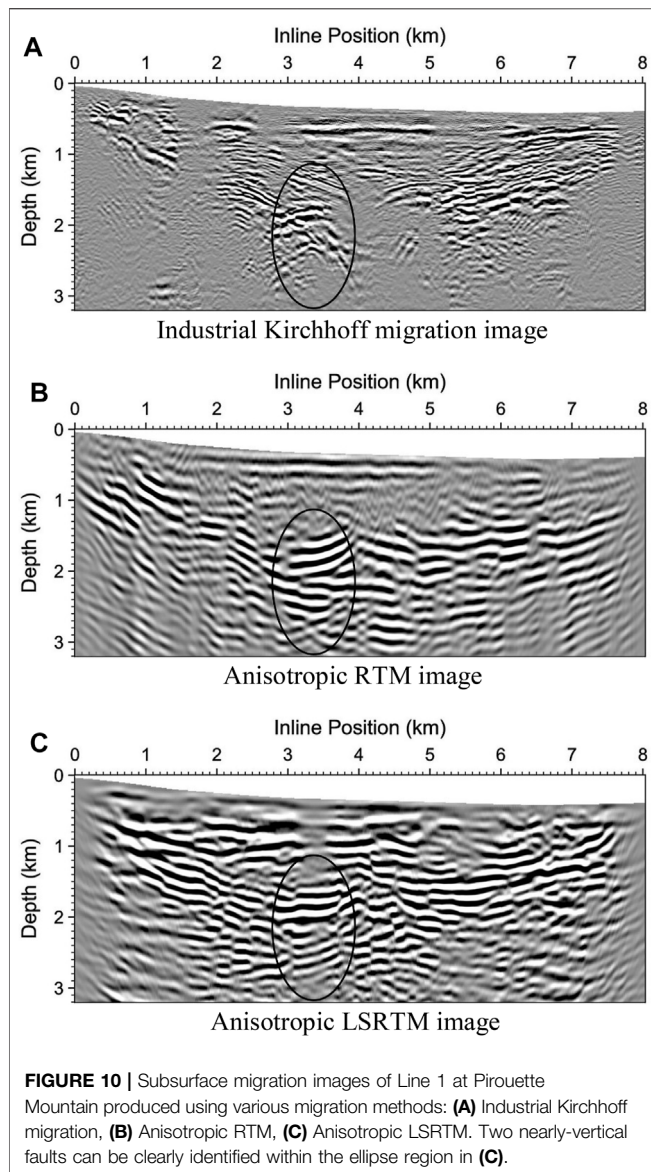 Inline Position (km)
A
0 1 2 3 4 5 6 7 8
0
1
2
3
Depth (km)
Industrial Kirchhoff migration image
Inline Position (km)
B
0 1 2 3 4 5 6 7 8
0
1
2
3
Depth (km)
Anisotropic RTM image
Inline Position (km)
C
0 1 2 3 4 5 6 7 8
0
1
2
3
Depth (km)
Anisotropic LSRTM image
FIGURE 10 | Subsurface migration images of Line 1 at Pirouette
Mountain produced using various migration methods: (A) Industrial Kirchhoff
migration, (B) Anisotropic RTM, (C) Anisotropic LSRTM. Two nearly-vertical
faults can be clearly identified within the ellipse region in (C).